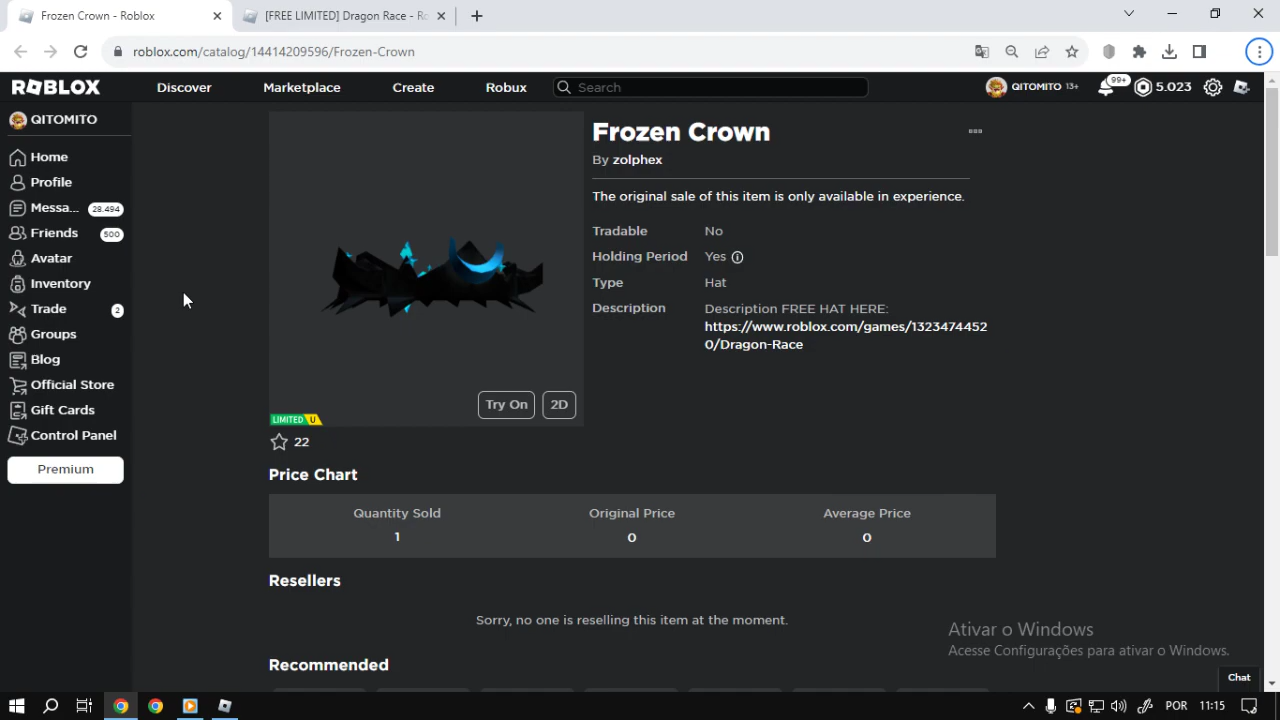 Frozen Crown - Roblox
[FREE LIMITED] Dragon Race - Ro
roblox.com/catalog/14414209596/Frozen-Crown
ROBLOX
Discover
Marketplace
Create
Robux
Search
QITOMITO 13+
99+
5.023
QITOMITO
Home
Profile
Messa... 28.494
Friends 500
Avatar
Inventory
Trade 2
Groups
Blog
Official Store
Gift Cards
Control Panel
Premium
Frozen Crown
By zolphex
The original sale of this item is only available in experience.
Tradable No
Holding Period Yes
Type Hat
Description Description FREE HAT HERE:
https://www.roblox.com/games/1323474452
0/Dragon-Race
Try On
2D
LIMITED U
22
Price Chart
Quantity Sold Original Price Average Price
1 0 0
Resellers
Sorry, no one is reselling this item at the moment.
Recommended
Ativar o Windows
Acesse Configurações para ativar o Windows.
Chat
POR 11:15